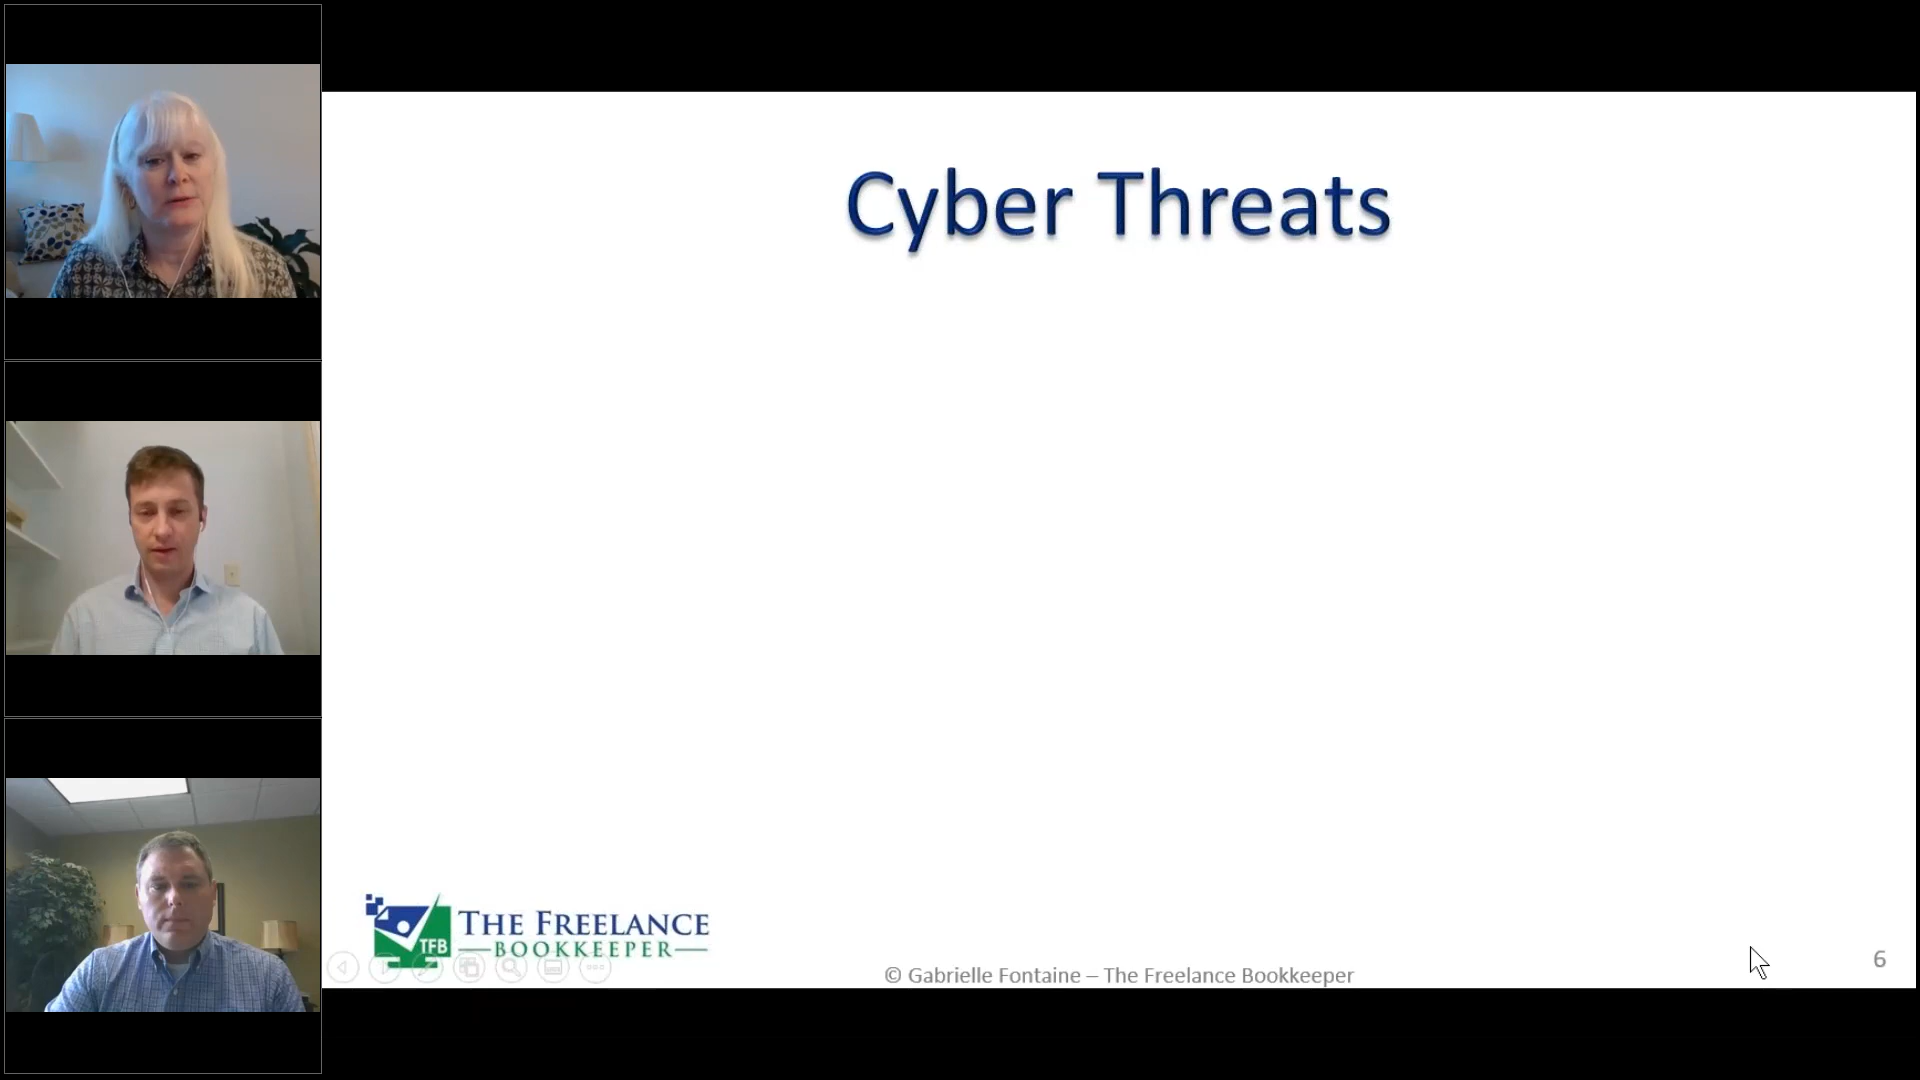 Cyber Threats
TFB
THE FREELANCE
BOOKKEEPER
© Gabrielle Fontaine – The Freelance Bookkeeper
6